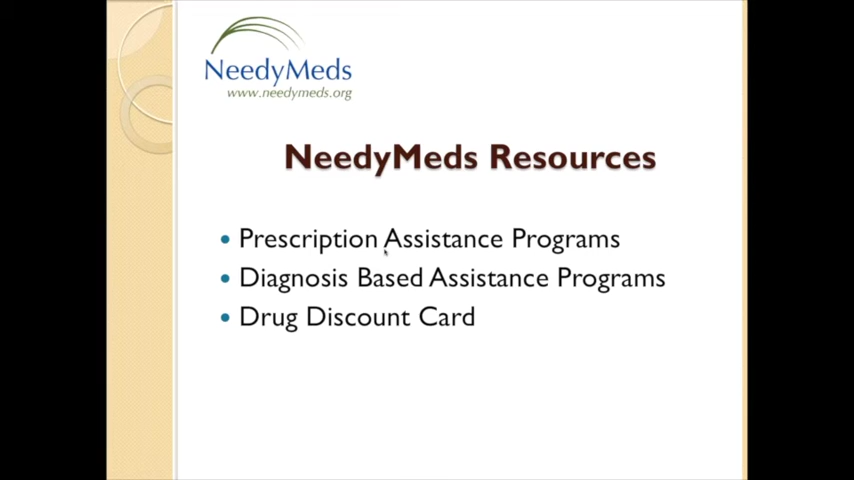 NeedyMeds
www.needymeds.org
NeedyMeds Resources
• Prescription Assistance Programs
• Diagnosis Based Assistance Programs
• Drug Discount Card